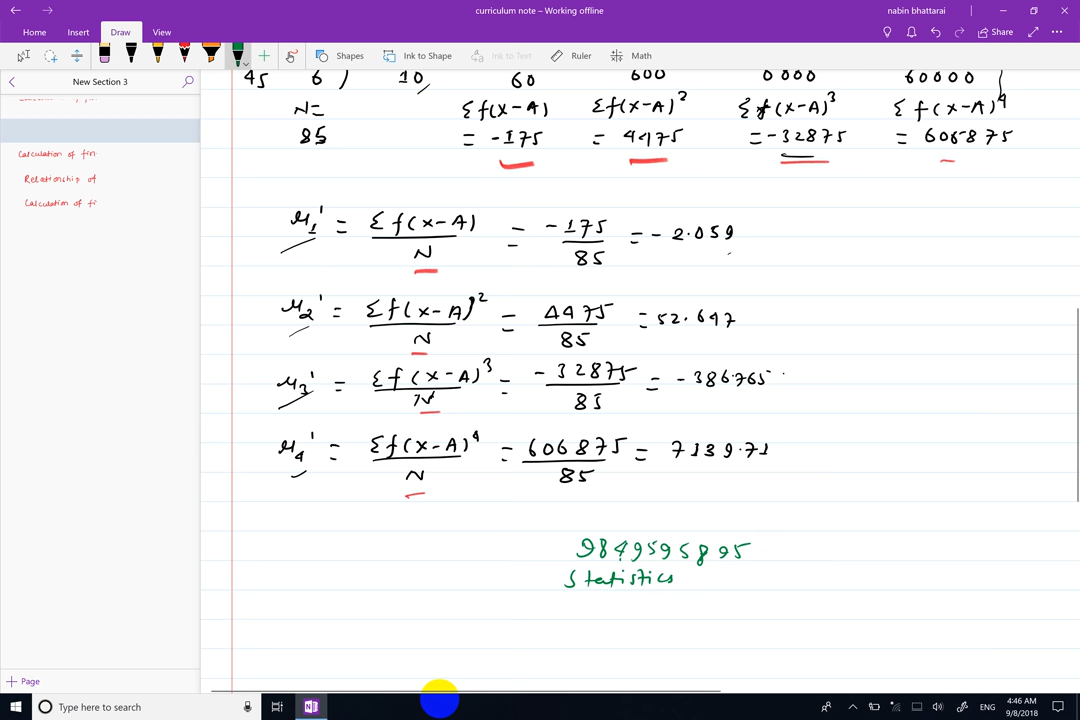 curriculum note – Working offline
nabin bhattarai
Home Insert Draw View
Share
Shapes Ink to Shape Ink to Text Ruler Math
New Section 3
Calculation of fin
Relationship of
Calculation of fi
45 6 10 60 600 6000 60000
N= Σf(x-A) Σf(x-A)² Σf(x-A)³ Σf(x-A)⁴
85 = -175 = 4475 = -32875 = 606875
μ₁' = Σf(x-A)/N = -175/85 = -2.059
μ₂' = Σf(x-A)²/N = 4475/85 = 52.647
μ₃' = Σf(x-A)³/N = -32875/85 = -386.765
μ₄' = Σf(x-A)⁴/N = 606875/85 = 7139.71
9849595895
Statistics
+ Page
Type here to search
ENG
4:46 AM
9/8/2018